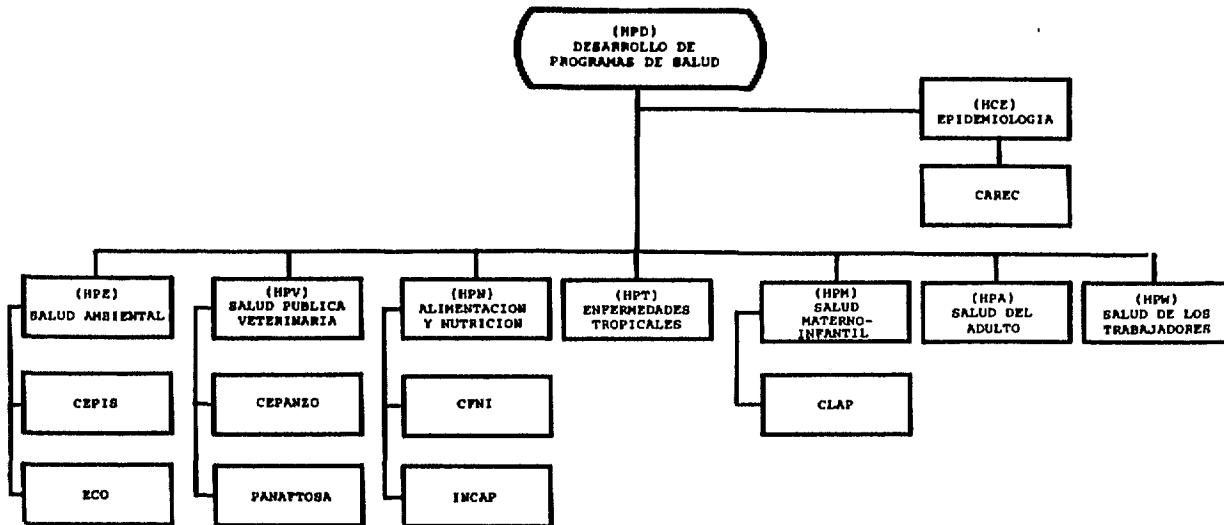 (HPD)
DESARROLLO DE
PROGRAMAS DE SALUD
(HCE)
EPIDEMIOLOGIA
CAREC
(HPE)
SALUD AMBIENTAL
(HPV)
SALUD PUBLICA
VETERINARIA
(HPN)
ALIMENTACION
Y NUTRICION
(HPT)
ENFERMEDADES
TROPICALES
(HPM)
SALUD
MATERNO-
INFANTIL
(HPA)
SALUD DEL
ADULTO
(HPW)
SALUD DE LOS
TRABAJADORES
CEPIS
CEPANZO
CFNI
CLAP
ECO
PANAFTOSA
INCAP